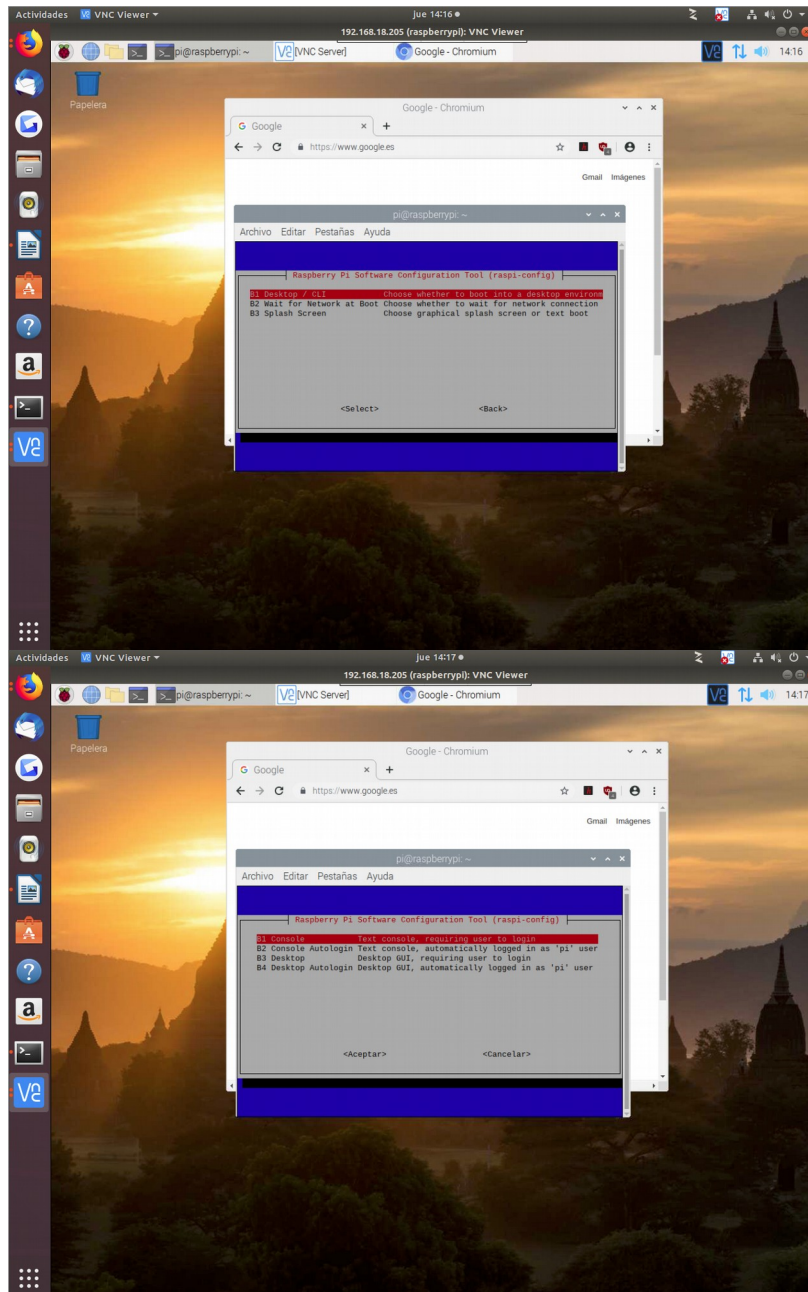 Actividades VNC Viewer jue 14:16
192.168.18.205 (raspberrypi): VNC Viewer
pi@raspberrypi: ~ [VNC Server] Google - Chromium 14:16
Papelera
Google - Chromium
Google
https://www.google.es
Gmail Imágenes
pi@raspberrypi: ~
Archivo Editar Pestañas Ayuda
Raspberry Pi Software Configuration Tool (raspi-config)
B1 Desktop / CLI Choose whether to boot into a desktop environm
B2 Wait for Network at Boot Choose whether to wait for network connection
B3 Splash Screen Choose graphical splash screen or text boot
<Select> <Back>
Actividades VNC Viewer jue 14:17
192.168.18.205 (raspberrypi): VNC Viewer
pi@raspberrypi: ~ [VNC Server] Google - Chromium 14:17
Papelera
Google - Chromium
Google
https://www.google.es
Gmail Imágenes
pi@raspberrypi: ~
Archivo Editar Pestañas Ayuda
Raspberry Pi Software Configuration Tool (raspi-config)
B1 Console Text console, requiring user to login
B2 Console Autologin Text console, automatically logged in as 'pi' user
B3 Desktop Desktop GUI, requiring user to login
B4 Desktop Autologin Desktop GUI, automatically logged in as 'pi' user
<Aceptar> <Cancelar>